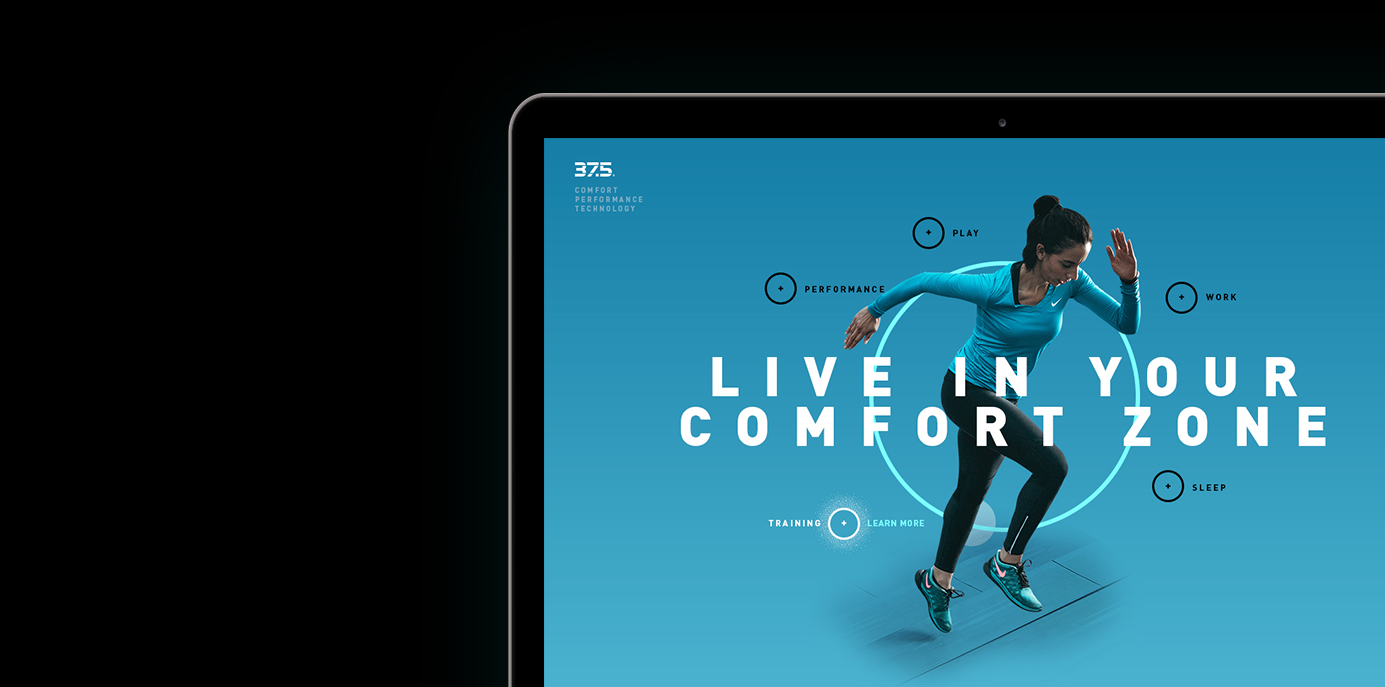 37.5
COMFORT
PERFORMANCE
TECHNOLOGY
+ PLAY
+ PERFORMANCE
+ WORK
LIVE IN YOUR
COMFORT ZONE
+ SLEEP
TRAINING + LEARN MORE